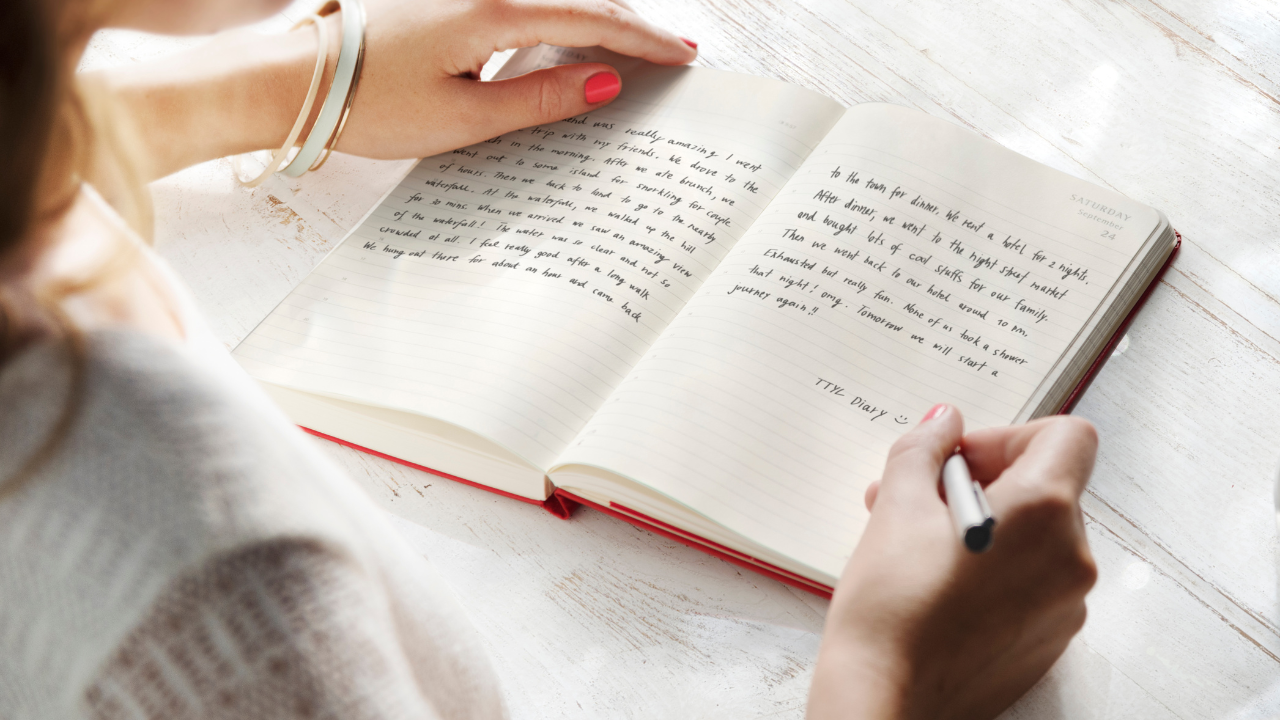 and was really amazing I went
trip with my friends. We drove to the
in the morning. After we ate brunch, we
went out to some island for snorkling for couple
of hours. Then we back to land to go to the nearby
waterfall. At the waterfall, we walked up the hill
for 30 mins. When we arrived we saw an amazing view
of the waterfall! The water was so clear and not so
crowded at all. I feel really good after a long walk
We hung out there for about an hour and came back
SATURDAY
September
24
to the town for dinner. We rent a hotel for 2 nights.
After dinner, we went to the night street market
and bought lots of cool stuffs for our family.
Then we went back to our hotel around 10 pm.
Exhausted but really fun. None of us took a shower
that night! omg. Tomorrow we will start a
journey again!!
TTYL Diary